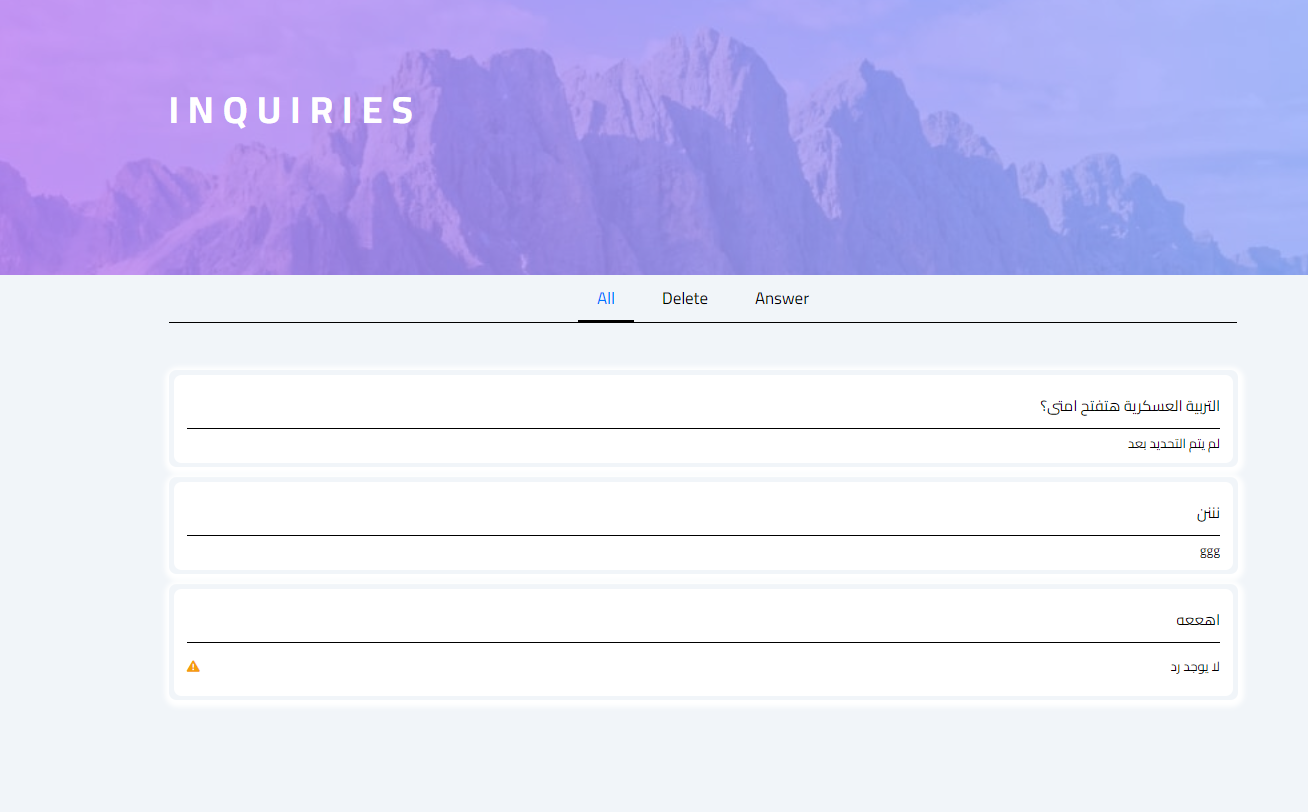 INQUIRIES
All Delete Answer
التربية العسكرية هتفتح امتى؟
لم يتم التحديد بعد
نننن
ggg
اهععه
لا يوجد رد